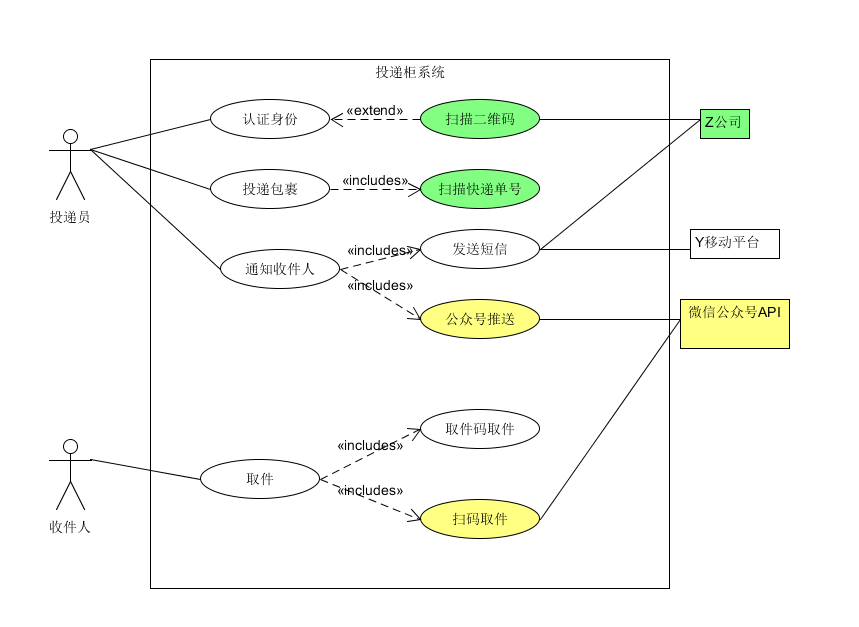 投递柜系统
认证身份
«extend»
扫描二维码
Z公司
投递包裹
«includes»
扫描快递单号
投递员
通知收件人
«includes»
发送短信
Y移动平台
«includes»
公众号推送
微信公众号API
取件码取件
«includes»
取件
«includes»
扫码取件
收件人